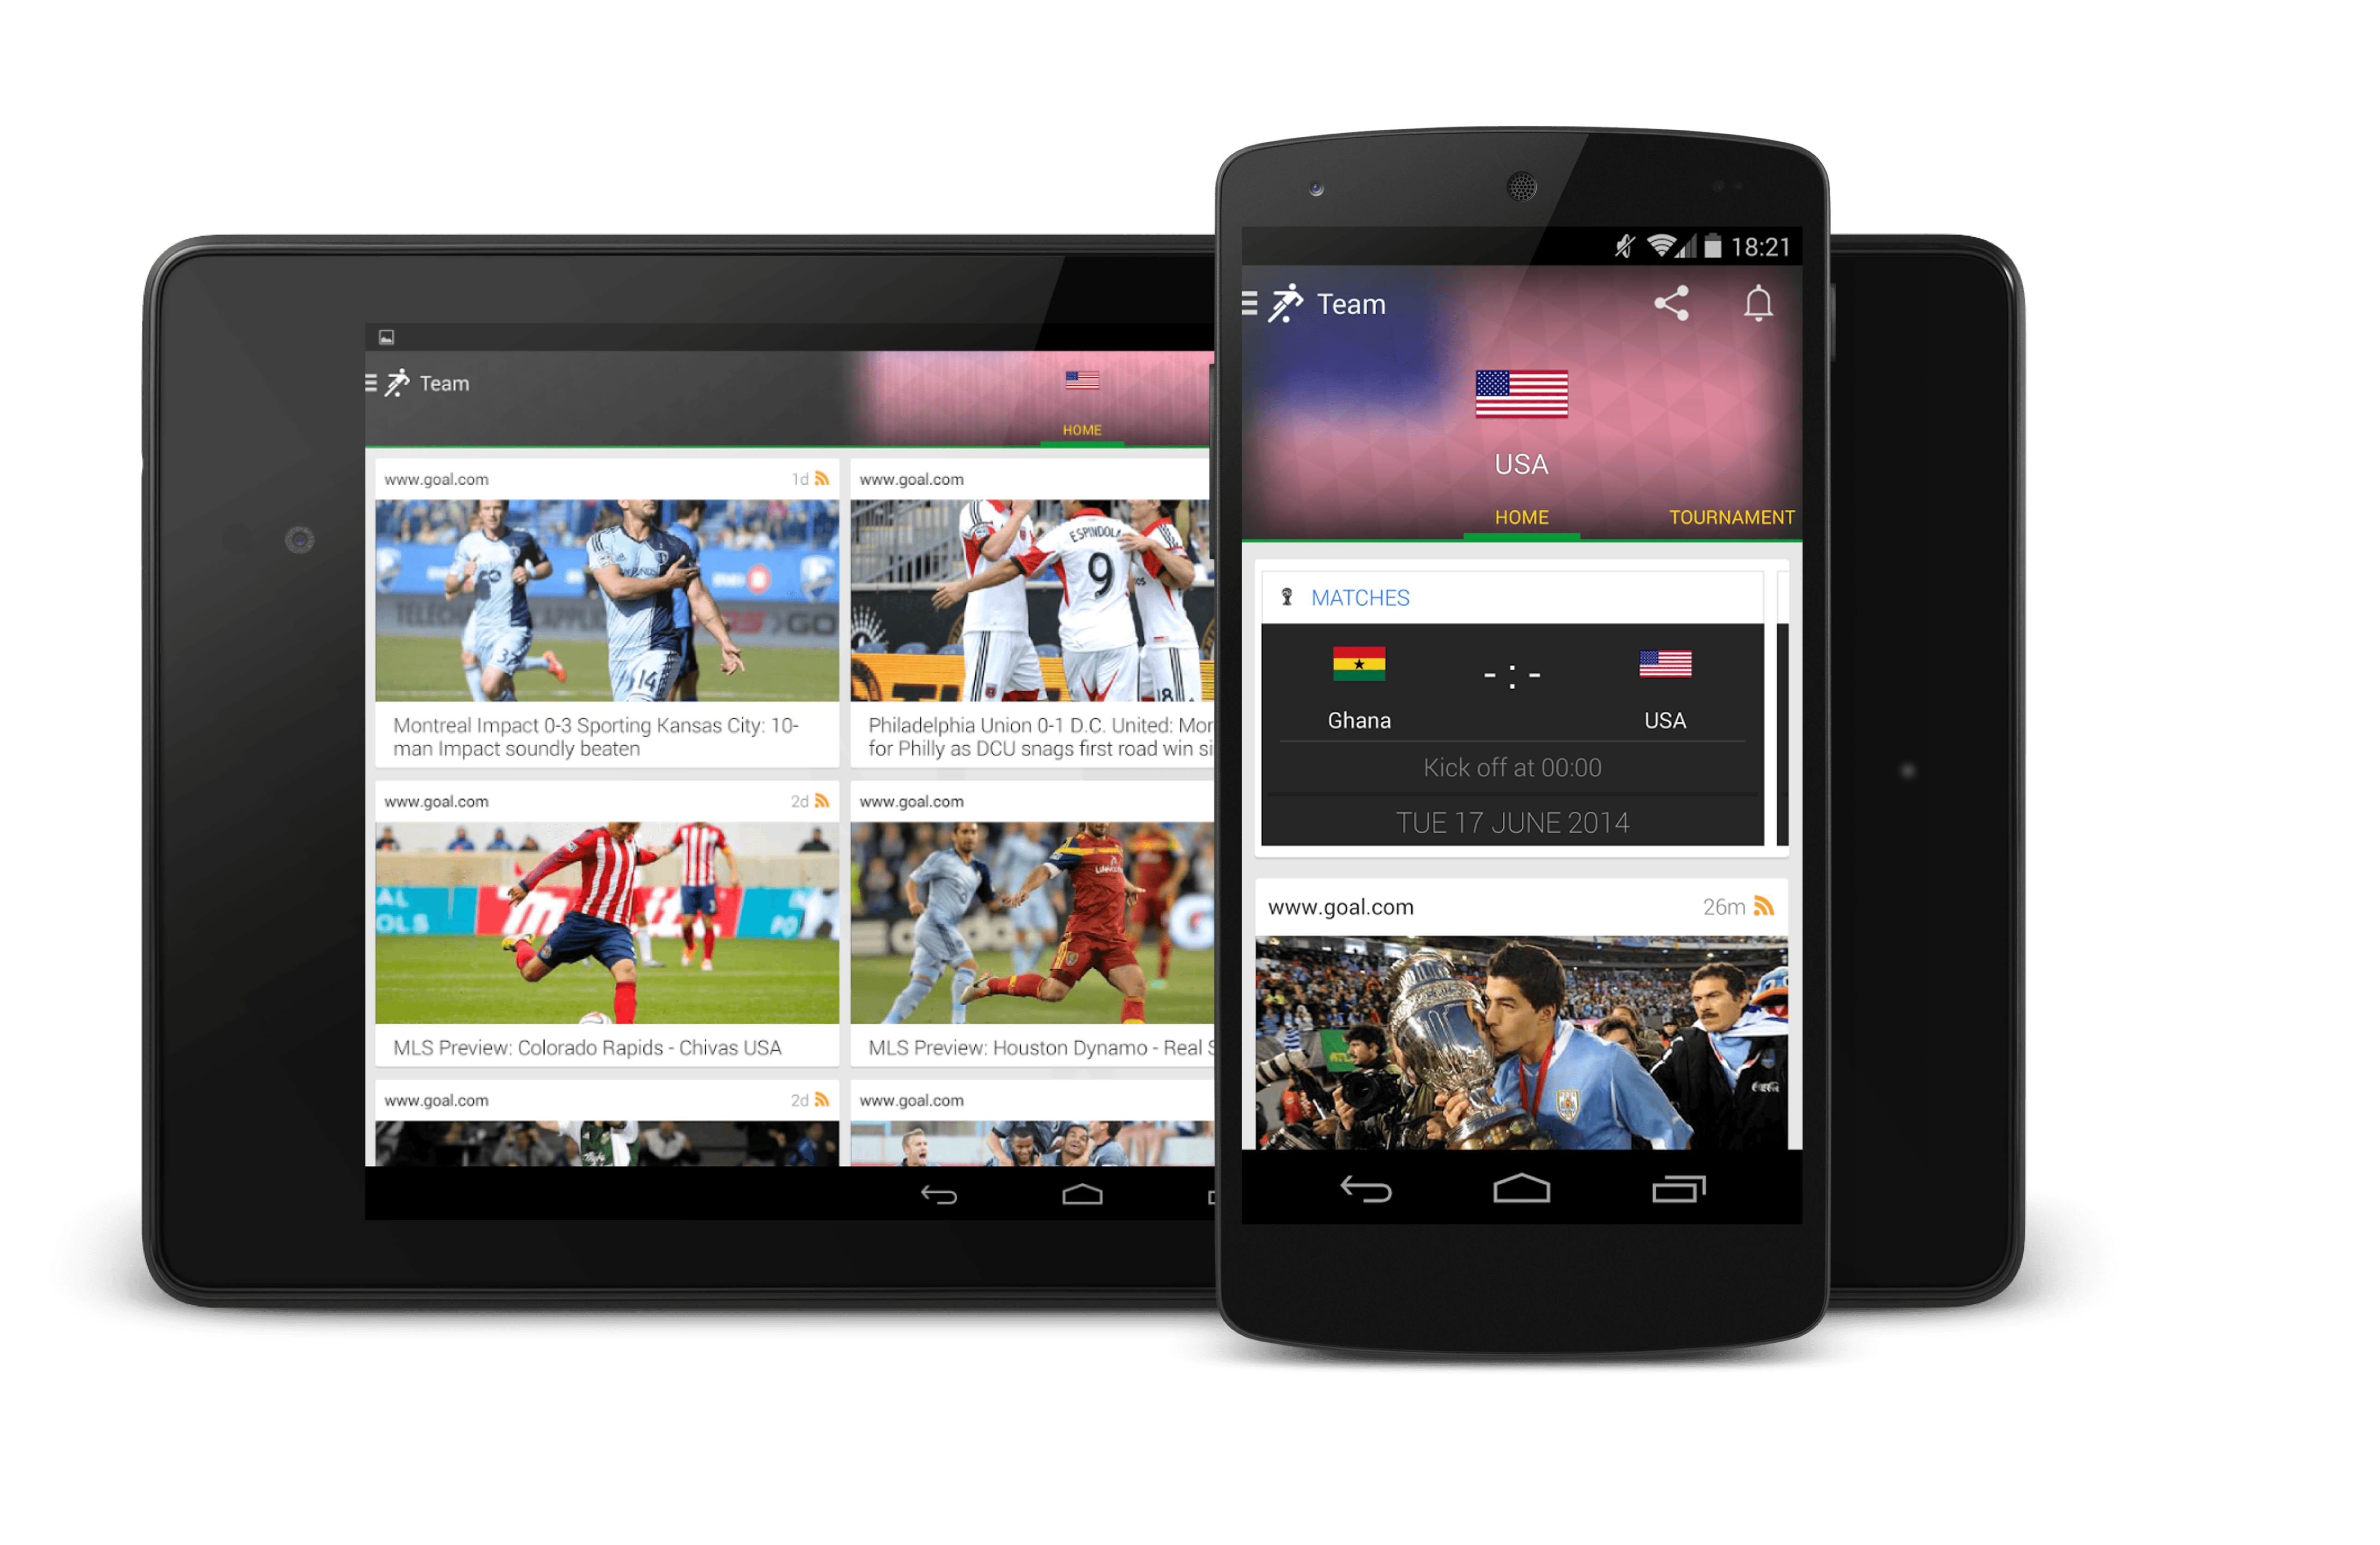 Team
HOME
www.goal.com
1d
www.goal.com
ESPINDOLA
9
14
18
Montreal Impact 0-3 Sporting Kansas City: 10-
man Impact soundly beaten
Philadelphia Union 0-1 D.C. United: Mor
for Philly as DCU snags first road win si
www.goal.com
2d
www.goal.com
MLS Preview: Colorado Rapids - Chivas USA
MLS Preview: Houston Dynamo - Real S
www.goal.com
2d
www.goal.com
18:21
Team
USA
HOME
TOURNAMENT
MATCHES
- : -
Ghana
USA
Kick off at 00:00
TUE 17 JUNE 2014
www.goal.com
26m